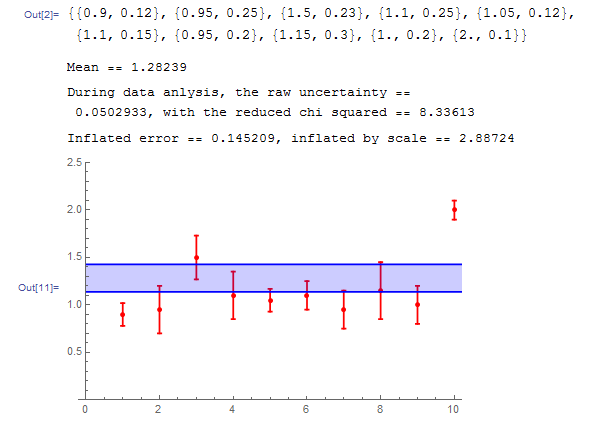 Out[2]= {{0.9, 0.12}, {0.95, 0.25}, {1.5, 0.23}, {1.1, 0.25}, {1.05, 0.12},
{1.1, 0.15}, {0.95, 0.2}, {1.15, 0.3}, {1., 0.2}, {2., 0.1}}
Mean == 1.28239
During data anlysis, the raw uncertainty ==
0.0502933, with the reduced chi squared == 8.33613
Inflated error == 0.145209, inflated by scale == 2.88724
2.5
2.0
1.5
Out[11]=
1.0
0.5
0 2 4 6 8 10